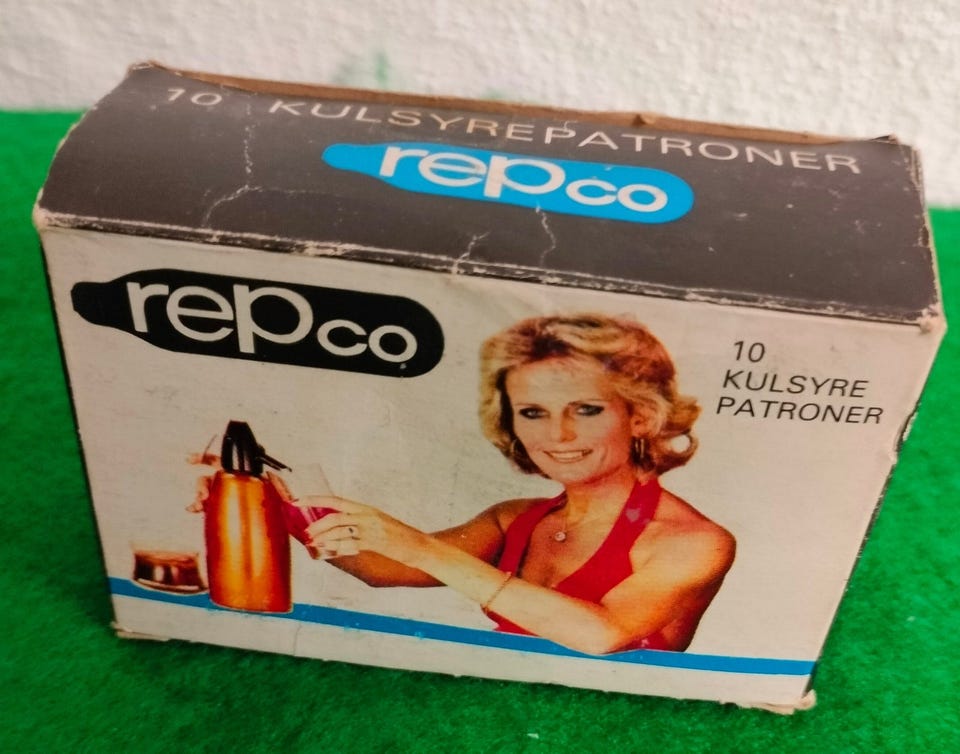 10 KULSYREPATRONER
repco
repco
10
KULSYRE
PATRONER